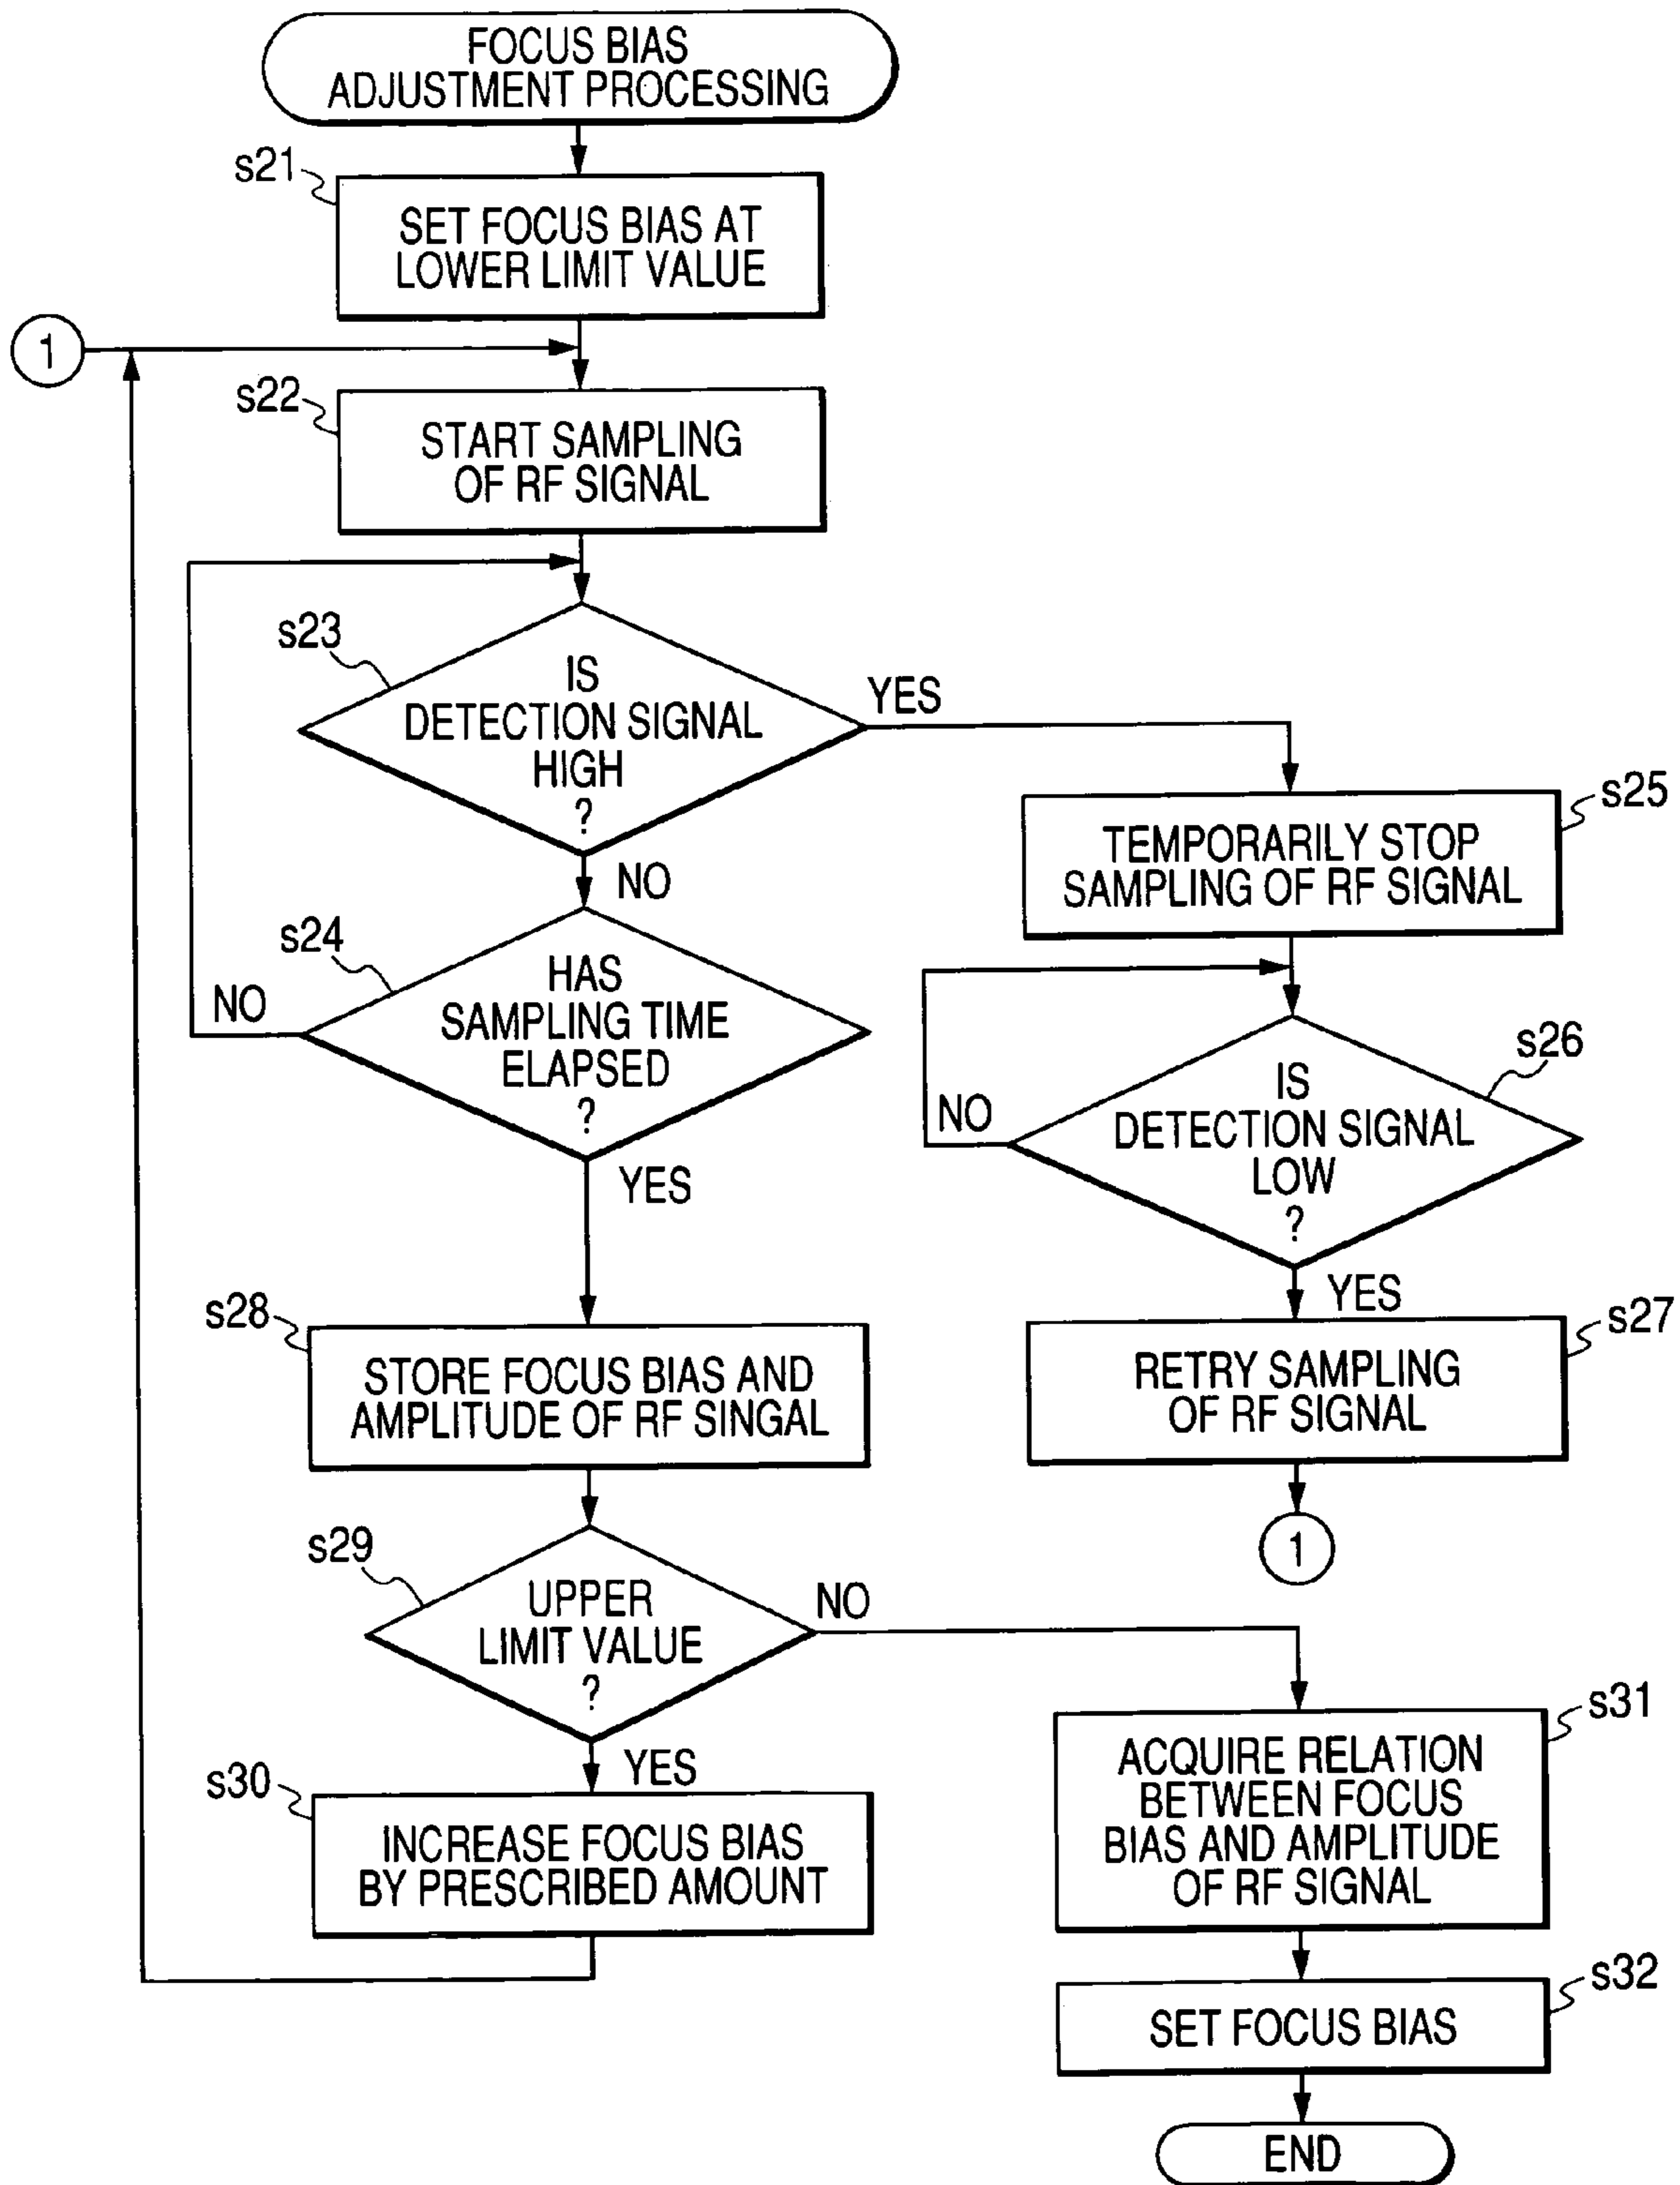 FOCUS BIAS
ADJUSTMENT PROCESSING
s21
SET FOCUS BIAS AT
LOWER LIMIT VALUE
1
s22
START SAMPLING
OF RF SIGNAL
s23
IS
DETECTION SIGNAL
HIGH
?
YES
NO
s24
HAS
SAMPLING TIME
ELAPSED
?
NO
YES
s25
TEMPORARILY STOP
SAMPLING OF RF SIGNAL
s26
IS
DETECTION SIGNAL
LOW
?
NO
YES
s27
RETRY SAMPLING
OF RF SIGNAL
1
s28
STORE FOCUS BIAS AND
AMPLITUDE OF RF SINGAL
s29
UPPER
LIMIT VALUE
?
NO
YES
s30
INCREASE FOCUS BIAS
BY PRESCRIBED AMOUNT
s31
ACQUIRE RELATION
BETWEEN FOCUS
BIAS AND AMPLITUDE
OF RF SIGNAL
s32
SET FOCUS BIAS
END